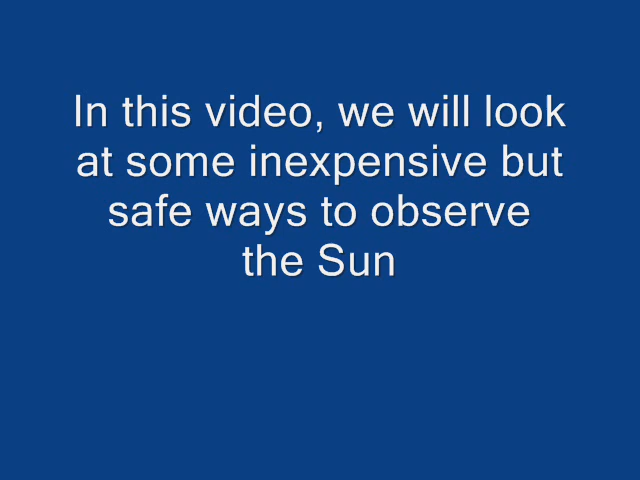 In this video, we will look
at some inexpensive but
safe ways to observe
the Sun